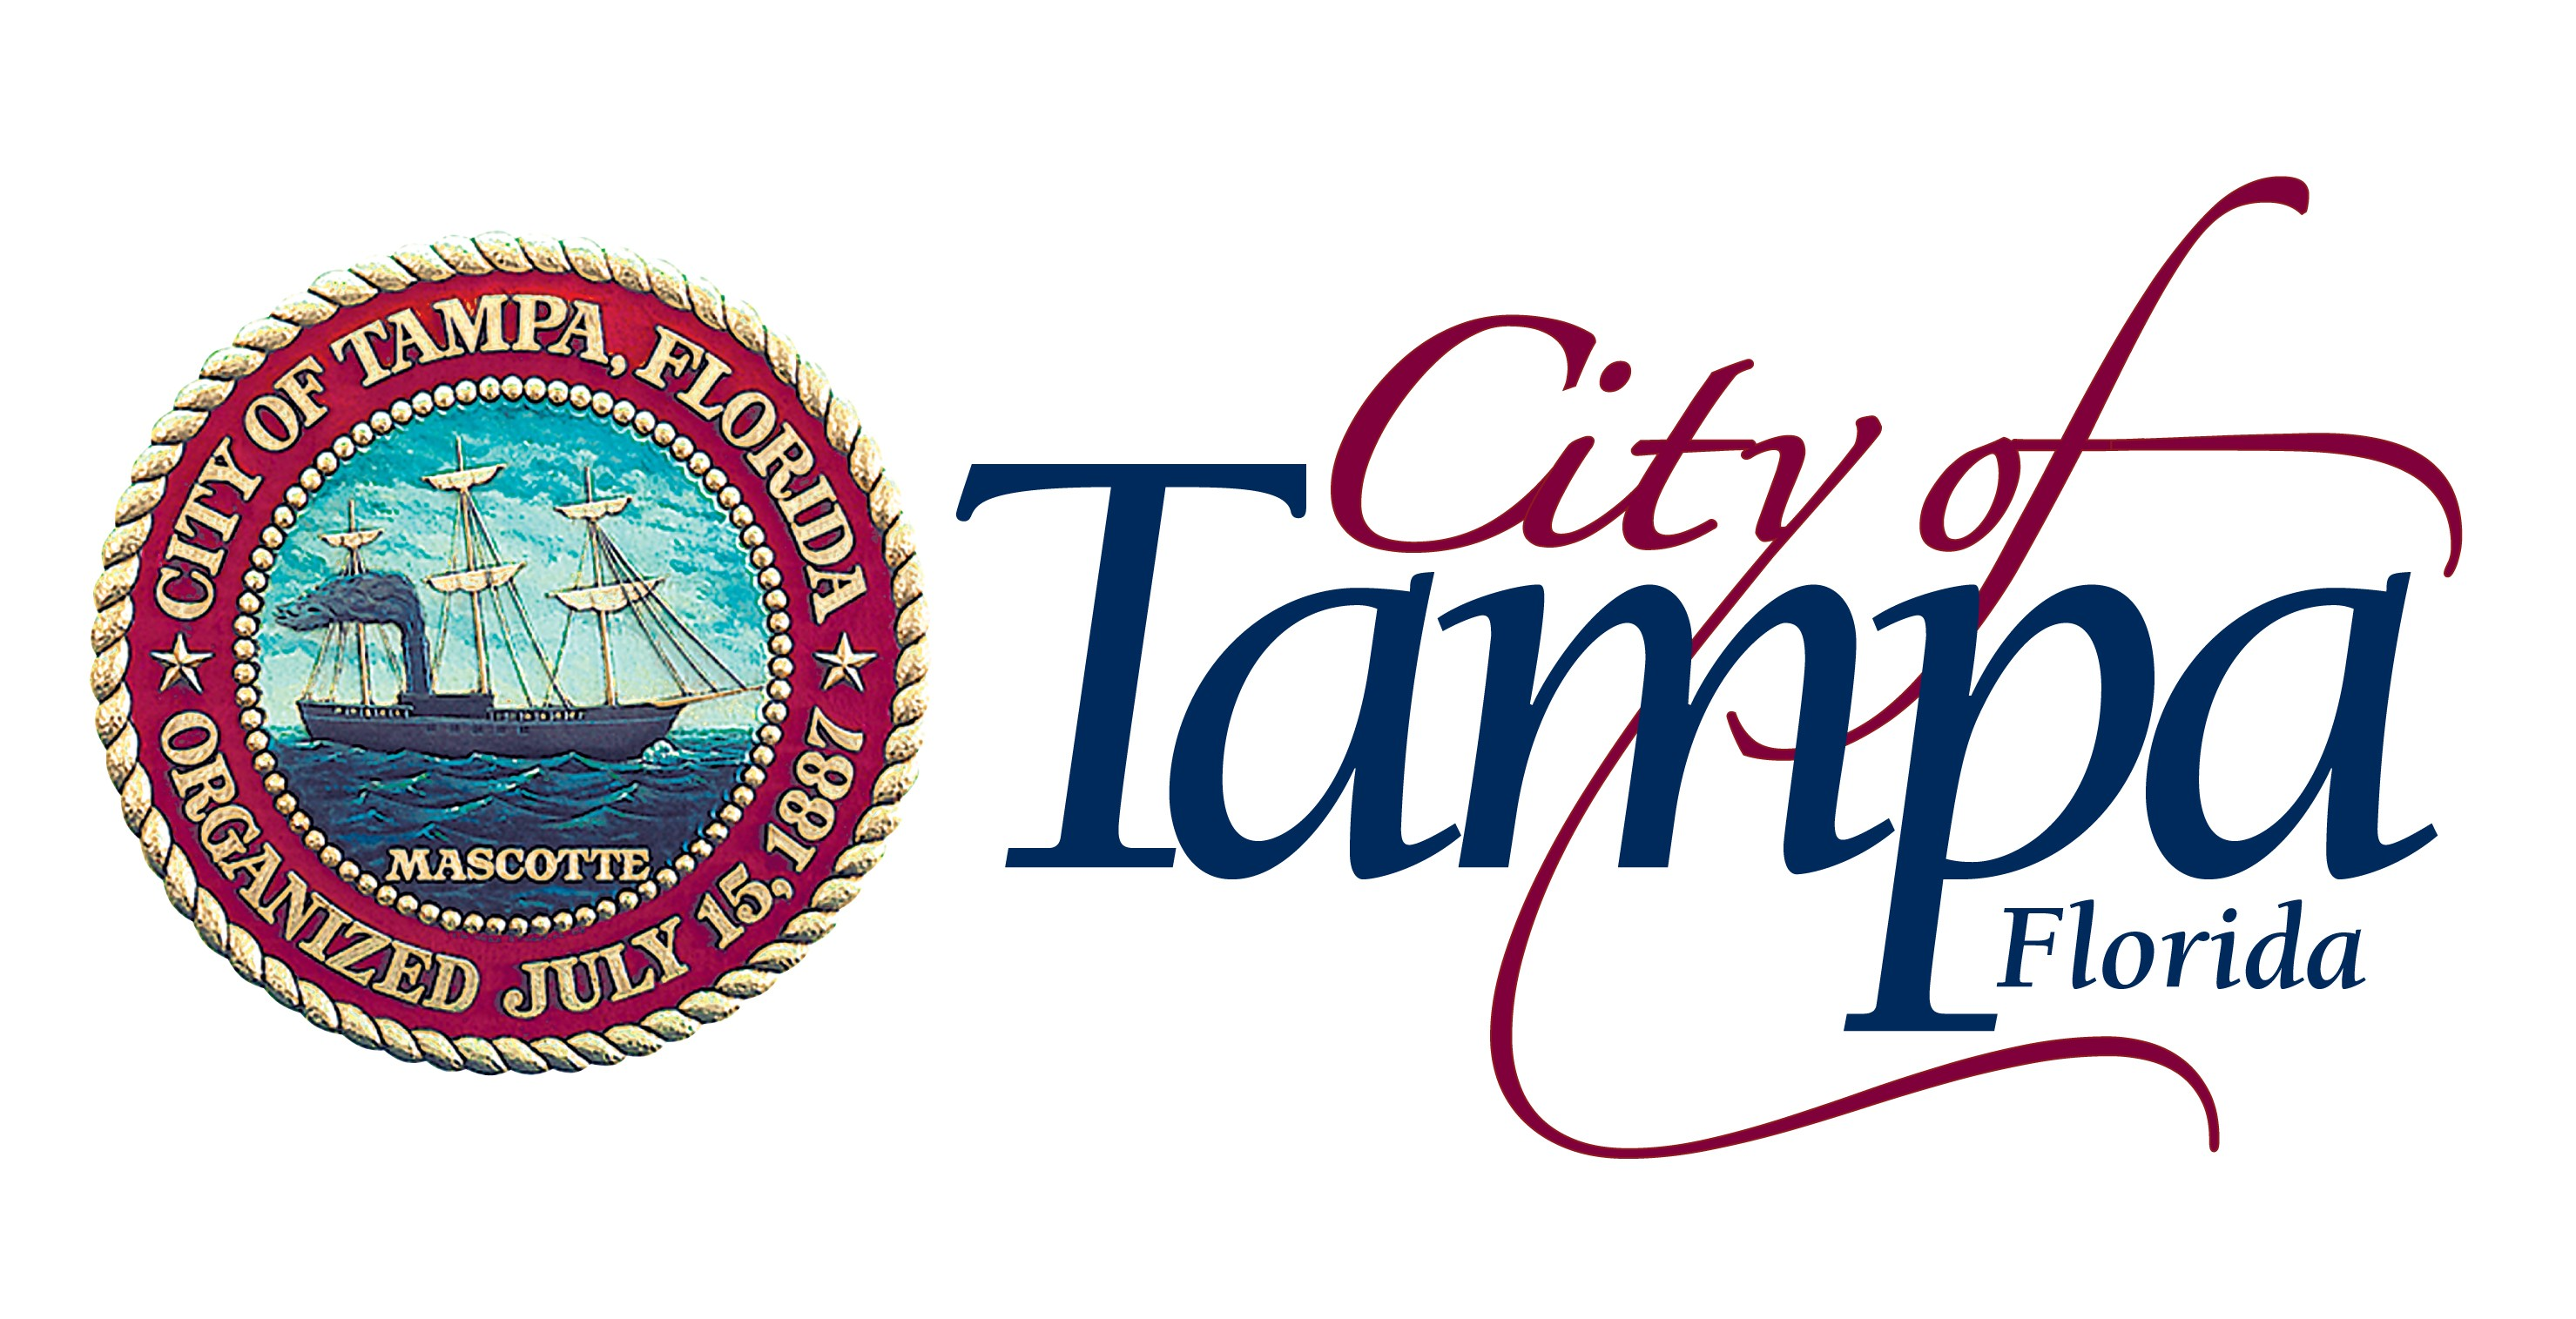 CITY OF TAMPA, FLORIDA
ORGANIZED JULY 15, 1887
MASCOTTE
City of
Tampa
Florida